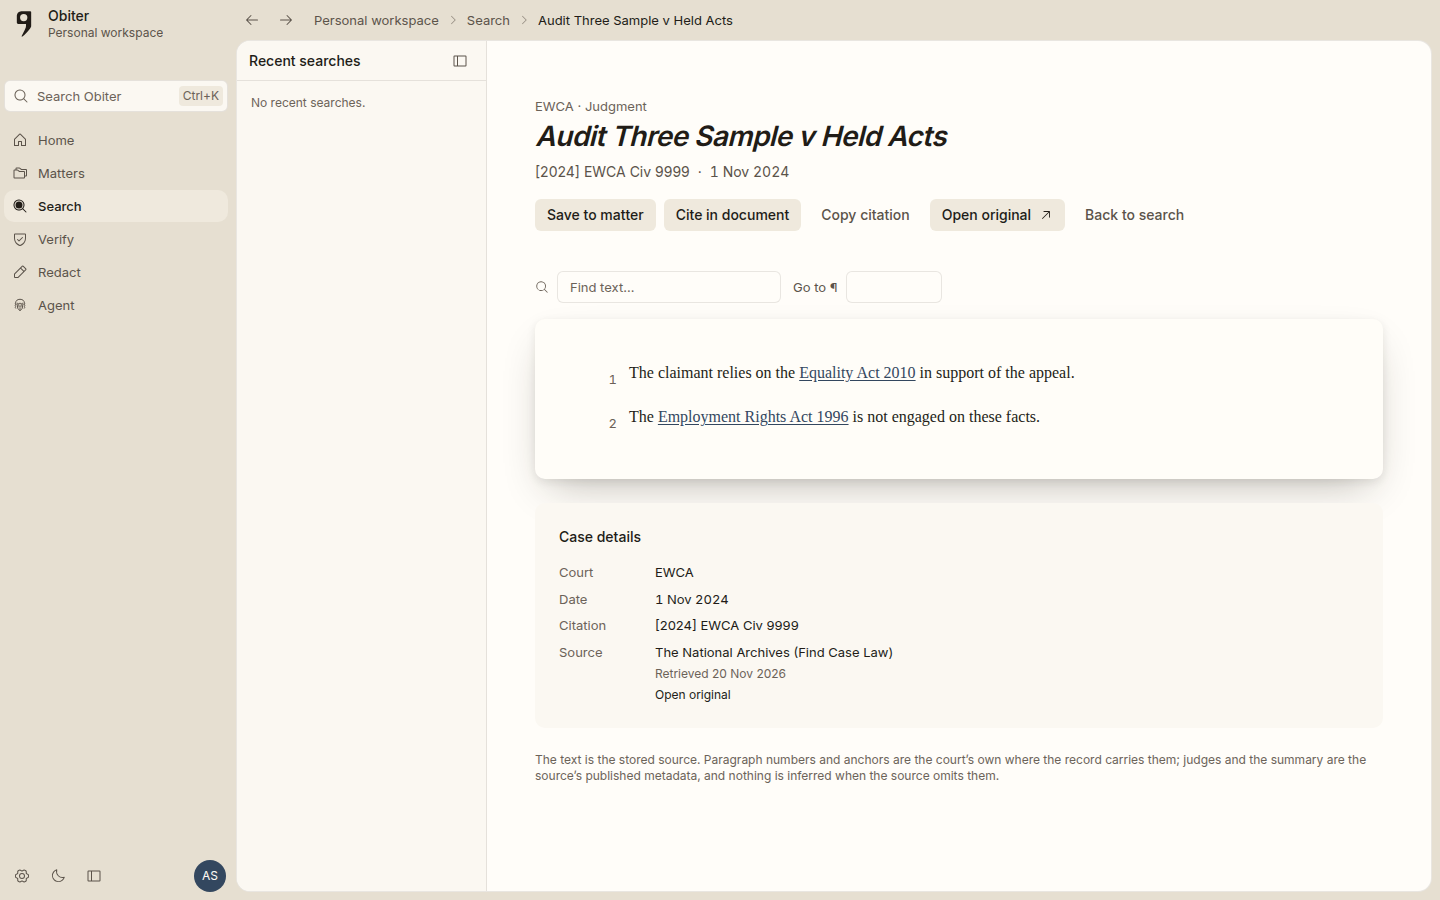 Obiter
Personal workspace
Search Obiter Ctrl+K
Home
Matters
Search
Verify
Redact
Agent
AS
Personal workspace Search Audit Three Sample v Held Acts
Recent searches
No recent searches.
EWCA · Judgment
Audit Three Sample v Held Acts
[2024] EWCA Civ 9999 · 1 Nov 2024
Save to matter Cite in document Copy citation Open original Back to search
Find text... Go to ¶
1 The claimant relies on the Equality Act 2010 in support of the appeal.
2 The Employment Rights Act 1996 is not engaged on these facts.
Case details
Court EWCA
Date 1 Nov 2024
Citation [2024] EWCA Civ 9999
Source The National Archives (Find Case Law)
Retrieved 20 Nov 2026
Open original
The text is the stored source. Paragraph numbers and anchors are the court’s own where the record carries them; judges and the summary are the
source’s published metadata, and nothing is inferred when the source omits them.